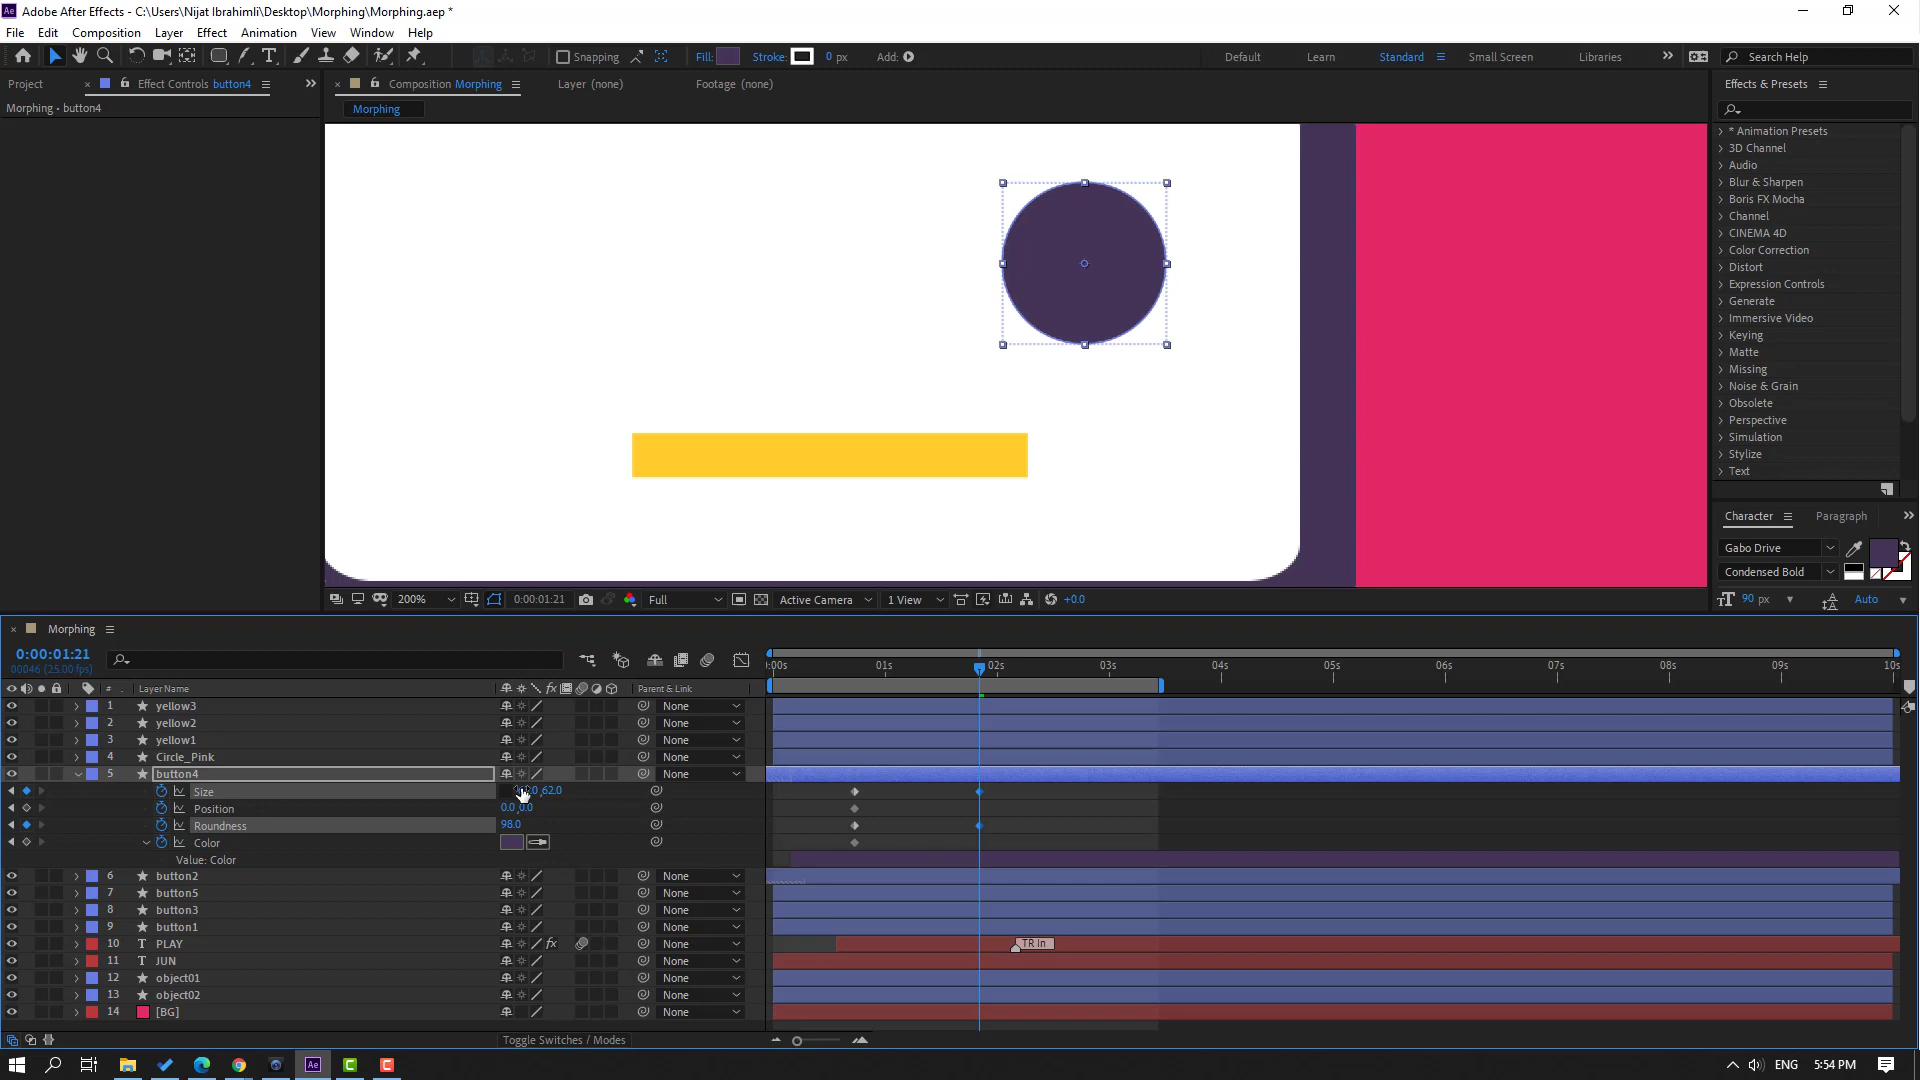 Adobe After Effects - C:\Users\Nijat Ibrahimli\Desktop\Morphing\Morphing.aep *
File Edit Composition Layer Effect Animation View Window Help
Snapping Fill: Stroke: 0 px Add: Default Learn Standard Small Screen Libraries Search Help
Project Effect Controls button4 Composition Morphing Layer (none) Footage (none) Effects & Presets
Morphing • button4
Morphing
* Animation Presets
3D Channel
Audio
Blur & Sharpen
Boris FX Mocha
Channel
CINEMA 4D
Color Correction
Distort
Expression Controls
Generate
Immersive Video
Keying
Matte
Missing
Noise & Grain
Obsolete
Perspective
Simulation
Stylize
Text
Character Paragraph
Gabo Drive
Condensed Bold
90 px Auto
200% 0:00:01:21 Full Active Camera 1 View +0.0
Morphing
0:00:01:21
00046 (25.00 fps)
:00s 01s 02s 03s 04s 05s 06s 07s 08s 09s 10s
# Layer Name fx Parent & Link
1 yellow3 None
2 yellow2 None
3 yellow1 None
4 Circle_Pink None
5 button4 None
Size 62.0
Position 0.0,0.0
Roundness 98.0
Color
Value: Color
6 button2 None
7 button5 None
8 button3 None
9 button1 None
10 T PLAY fx None TR In
11 T JUN None
12 object01 None
13 object02 None
14 [BG] None
Toggle Switches / Modes
Ae ENG 5:54 PM